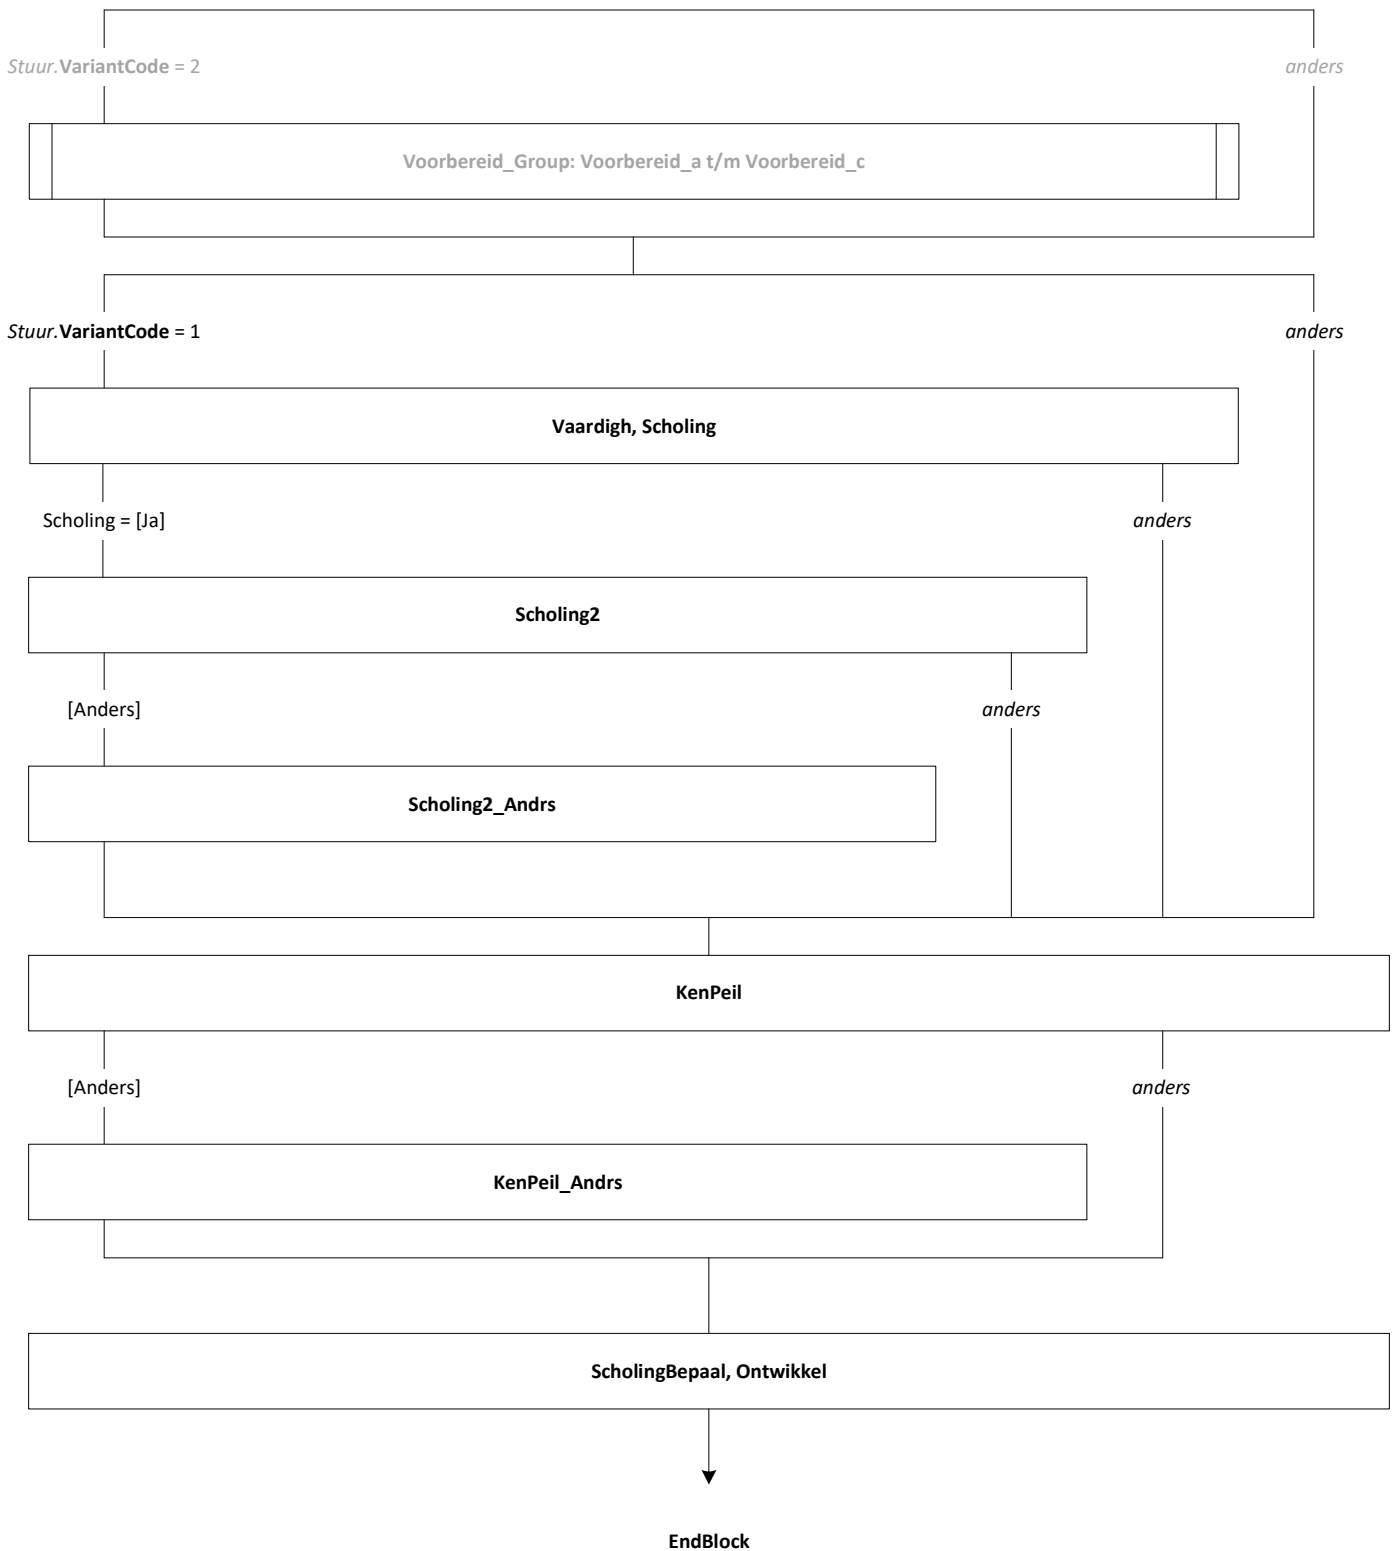 Stuur.VariantCode = 2
anders
Voorbereid_Group: Voorbereid_a t/m Voorbereid_c
Stuur.VariantCode = 1
anders
Vaardigh, Scholing
Scholing = [Ja]
anders
Scholing2
[Anders]
anders
Scholing2_Andrs
KenPeil
[Anders]
anders
KenPeil_Andrs
ScholingBepaal, Ontwikkel
EndBlock